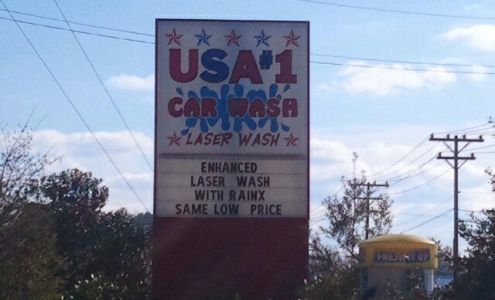 USA #1
CAR WASH
LASER WASH
ENHANCED
LASER WASH
WITH RAINX
SAME LOW PRICE